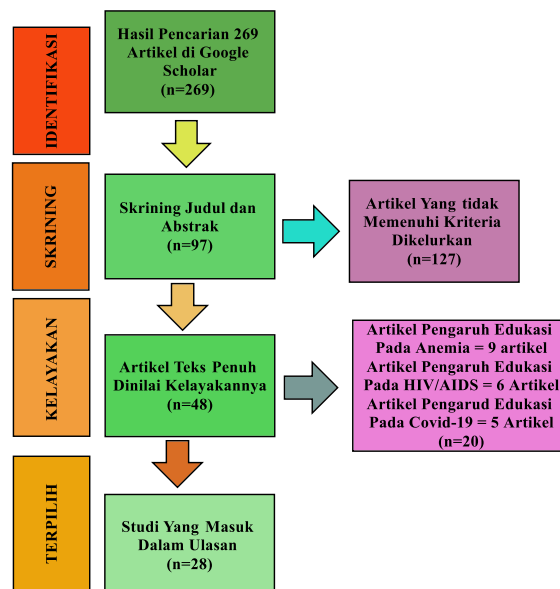 IDENTIFIKASI
Hasil Pencarian 269
Artikel di Google
Scholar
(n=269)
SKRINING
Skrining Judul dan
Abstrak
(n=97)
Artikel Yang tidak
Memenuhi Kriteria
Dikelurkan
(n=127)
KELAYAKAN
Artikel Teks Penuh
Dinilai Kelayakannya
(n=48)
Artikel Pengaruh Edukasi
Pada Anemia = 9 artikel
Artikel Pengaruh Edukasi
Pada HIV/AIDS = 6 Artikel
Artikel Pengarud Edukasi
Pada Covid-19 = 5 Artikel
(n=20)
TERPILIH
Studi Yang Masuk
Dalam Ulasan
(n=28)